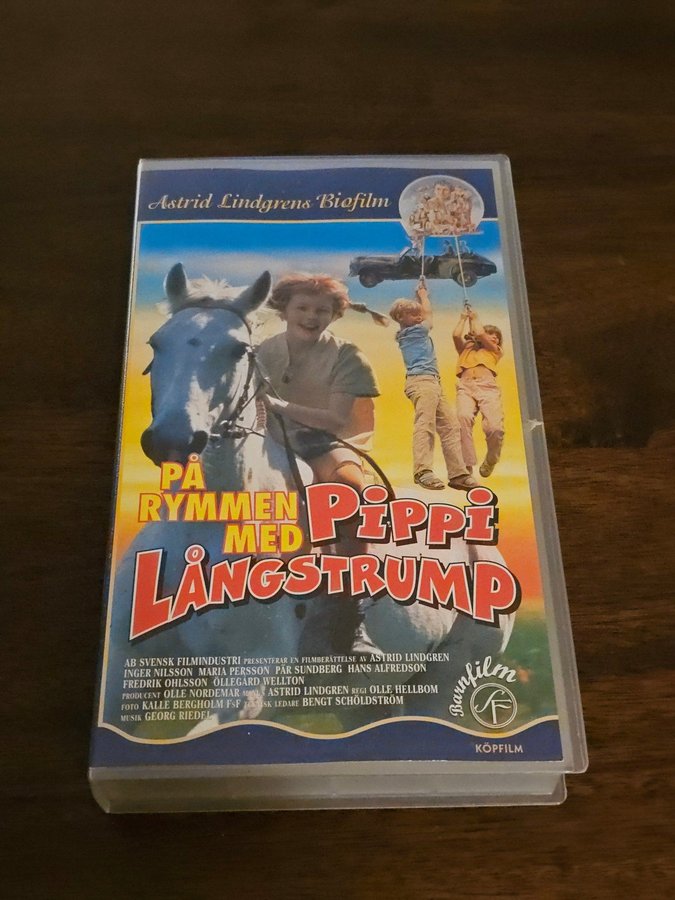 Astrid Lindgrens Biofilm
PÅ
RYMMEN
MED
PiPPi
LÅNGSTRUMP
AB SVENSK FILMINDUSTRI PRESENTERAR EN FILMBERÄTTELSE AV ASTRID LINDGREN
INGER NILSSON MARIA PERSSON PÄR SUNDBERG HANS ALFREDSON
FREDRIK OHLSSON ÖLLEGARD WELLTON
PRODUCENT OLLE NORDEMAR ASTRID LINDGREN REGI OLLE HELLBOM
FOTO KALLE BERGHOLM FSF LEDARE BENGT SCHÖLDSTRÖM
MUSIK GEORG RIEDEL
Barnfilm
SF
KÖPFILM